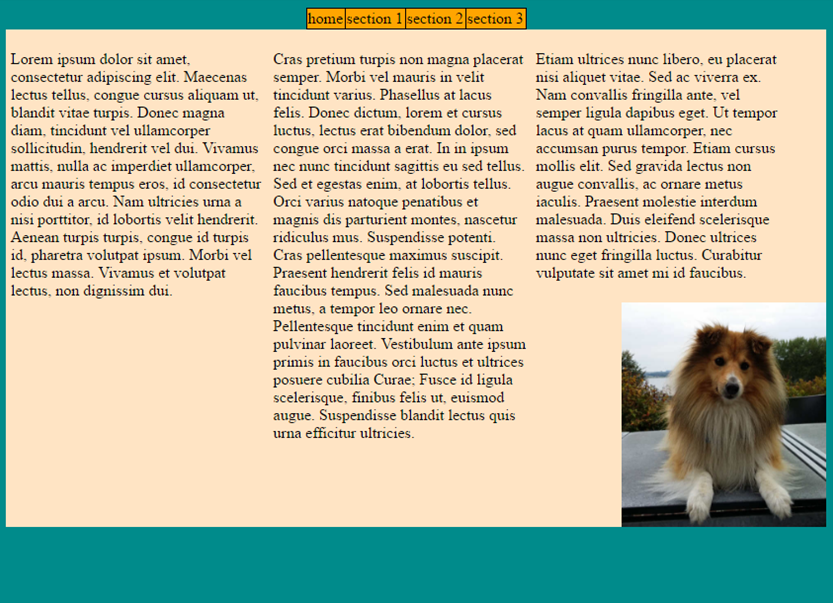 home section 1 section 2 section 3
Lorem ipsum dolor sit amet,
consectetur adipiscing elit. Maecenas
lectus tellus, congue cursus aliquam ut,
blandit vitae turpis. Donec magna
diam, tincidunt vel ullamcorper
sollicitudin, hendrerit vel dui. Vivamus
mattis, nulla ac imperdiet ullamcorper,
arcu mauris tempus eros, id consectetur
odio dui a arcu. Nam ultricies urna a
nisi porttitor, id lobortis velit hendrerit.
Aenean turpis turpis, congue id turpis
id, pharetra volutpat ipsum. Morbi vel
lectus massa. Vivamus et volutpat
lectus, non dignissim dui.
Cras pretium turpis non magna placerat
semper. Morbi vel mauris in velit
tincidunt varius. Phasellus at lacus
felis. Donec dictum, lorem et cursus
luctus, lectus erat bibendum dolor, sed
congue orci massa a erat. In in ipsum
nec nunc tincidunt sagittis eu sed tellus.
Sed et egestas enim, at lobortis tellus.
Orci varius natoque penatibus et
magnis dis parturient montes, nascetur
ridiculus mus. Suspendisse potenti.
Cras pellentesque maximus suscipit.
Praesent hendrerit felis id mauris
faucibus tempus. Sed malesuada nunc
metus, a tempor leo ornare nec.
Pellentesque tincidunt enim et quam
pulvinar laoreet. Vestibulum ante ipsum
primis in faucibus orci luctus et ultrices
posuere cubilia Curae; Fusce id ligula
scelerisque, finibus felis ut, euismod
augue. Suspendisse blandit lectus quis
urna efficitur ultricies.
Etiam ultrices nunc libero, eu placerat
nisi aliquet vitae. Sed ac viverra ex.
Nam convallis fringilla ante, vel
semper ligula dapibus eget. Ut tempor
lacus at quam ullamcorper, nec
accumsan purus tempor. Etiam cursus
mollis elit. Sed gravida lectus non
augue convallis, ac ornare metus
iaculis. Praesent molestie interdum
malesuada. Duis eleifend scelerisque
massa non ultricies. Donec ultrices
nunc eget fringilla luctus. Curabitur
vulputate sit amet mi id faucibus.